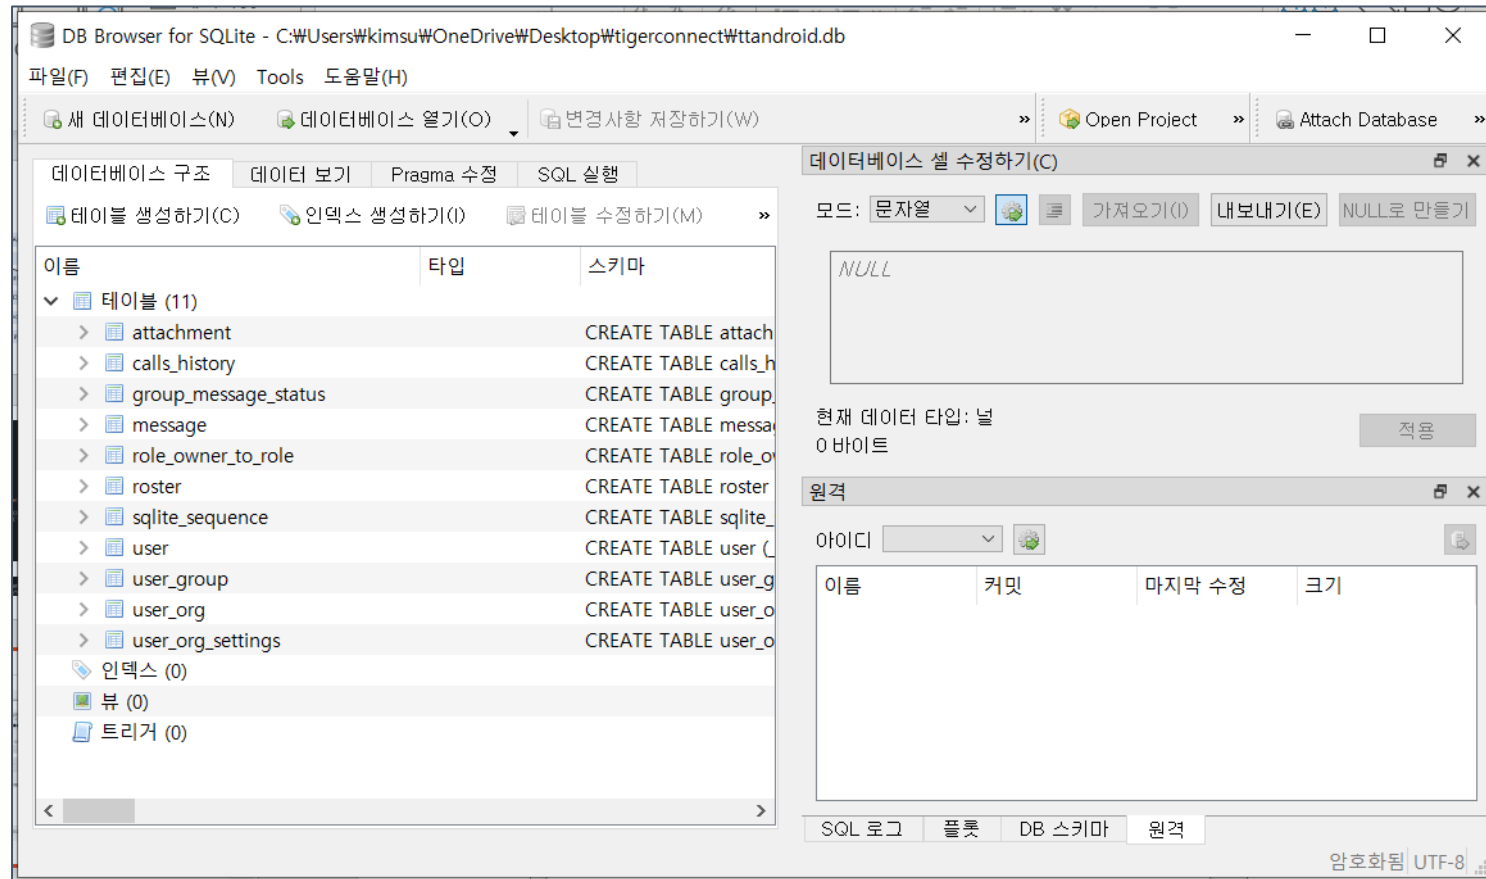 DB Browser for SQLite - C:₩Users₩kimsu₩OneDrive₩Desktop₩tigerconnect₩ttandroid.db
파일(F) 편집(E) 뷰(V) Tools 도움말(H)
새 데이터베이스(N) 데이터베이스 열기(O) 변경사항 저장하기(W) » Open Project » Attach Database »
데이터베이스 구조 데이터 보기 Pragma 수정 SQL 실행
테이블 생성하기(C) 인덱스 생성하기(I) 테이블 수정하기(M) »
이름 타입 스키마
테이블 (11)
attachment CREATE TABLE attach
calls_history CREATE TABLE calls_h
group_message_status CREATE TABLE group_
message CREATE TABLE messa
role_owner_to_role CREATE TABLE role_o
roster CREATE TABLE roster
sqlite_sequence CREATE TABLE sqlite_
user CREATE TABLE user (_
user_group CREATE TABLE user_g
user_org CREATE TABLE user_o
user_org_settings CREATE TABLE user_o
인덱스 (0)
뷰 (0)
트리거 (0)
데이터베이스 셀 수정하기(C)
모드: 문자열 가져오기(I) 내보내기(E) NULL로 만들기
NULL
현재 데이터 타입: 널
0 바이트
적용
원격
아이디
이름 커밋 마지막 수정 크기
SQL 로그 플롯 DB 스키마 원격
암호화됨 UTF-8